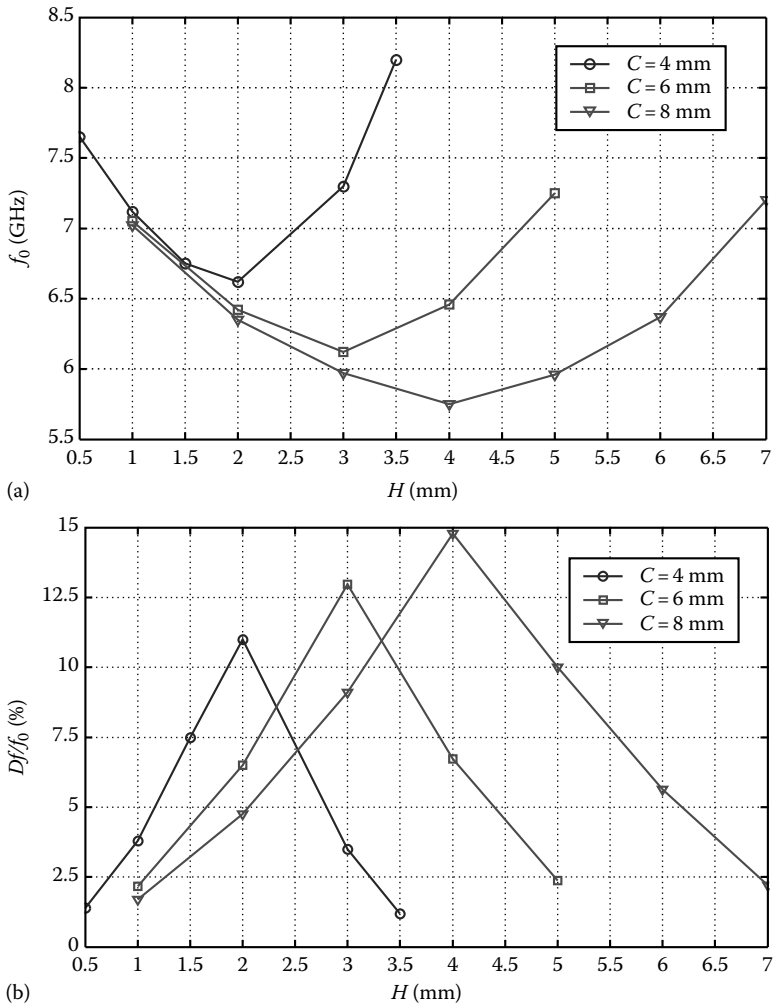 8.5
8
7.5
7
6.5
6
5.5
f0 (GHz)
C = 4 mm
C = 6 mm
C = 8 mm
0.5 1 1.5 2 2.5 3 3.5 4 4.5 5 5.5 6 6.5 7
(a)
H (mm)
15
12.5
10
7.5
5
2.5
0
Df/f0 (%)
C = 4 mm
C = 6 mm
C = 8 mm
0.5 1 1.5 2 2.5 3 3.5 4 4.5 5 5.5 6 6.5 7
(b)
H (mm)